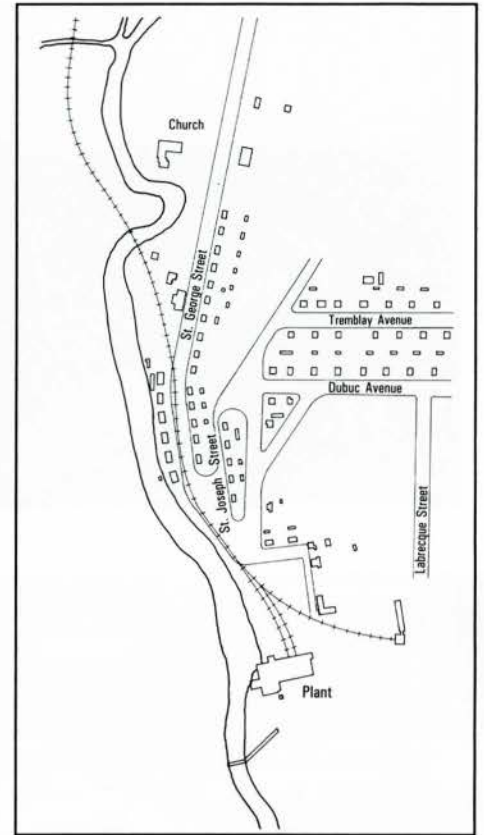 Church
St. George Street
Tremblay Avenue
Dubuc Avenue
St. Joseph Street
Labrecque Street
Plant